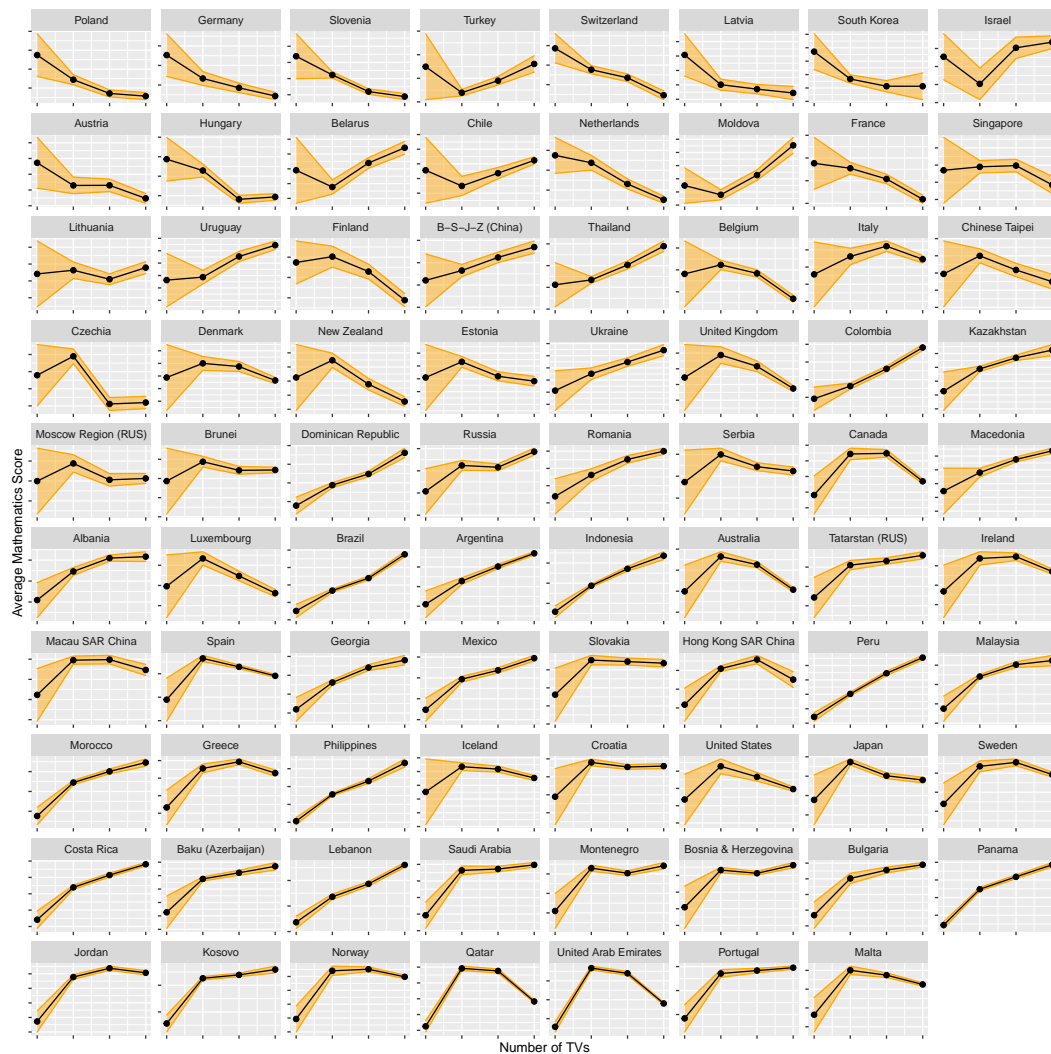 Poland Germany Slovenia Turkey Switzerland Latvia South Korea Israel
Austria Hungary Belarus Chile Netherlands Moldova France Singapore
Lithuania Uruguay Finland B−S−J−Z (China) Thailand Belgium Italy Chinese Taipei
Czechia Denmark New Zealand Estonia Ukraine United Kingdom Colombia Kazakhstan
Moscow Region (RUS) Brunei Dominican Republic Russia Romania Serbia Canada Macedonia
Albania Luxembourg Brazil Argentina Indonesia Australia Tatarstan (RUS) Ireland
Macau SAR China Spain Georgia Mexico Slovakia Hong Kong SAR China Peru Malaysia
Morocco Greece Philippines Iceland Croatia United States Japan Sweden
Costa Rica Baku (Azerbaijan) Lebanon Saudi Arabia Montenegro Bosnia & Herzegovina Bulgaria Panama
Jordan Kosovo Norway Qatar United Arab Emirates Portugal Malta
Average Mathematics Score
Number of TVs